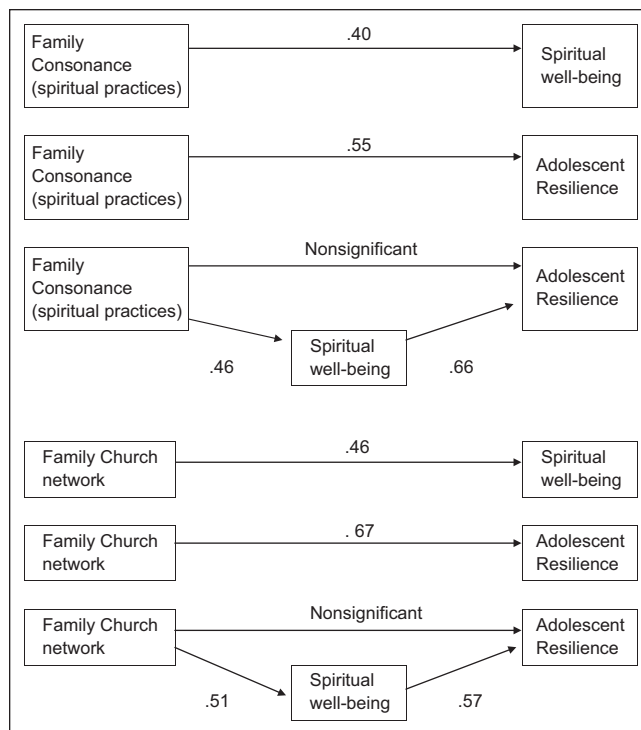 Family
Consonance
(spiritual practices)
.40
Spiritual
well-being
Family
Consonance
(spiritual practices)
.55
Adolescent
Resilience
Family
Consonance
(spiritual practices)
Nonsignificant
Adolescent
Resilience
.46
Spiritual
well-being
.66
Family Church
network
.46
Spiritual
well-being
Family Church
network
. 67
Adolescent
Resilience
Family Church
network
Nonsignificant
Adolescent
Resilience
.51
Spiritual
well-being
.57